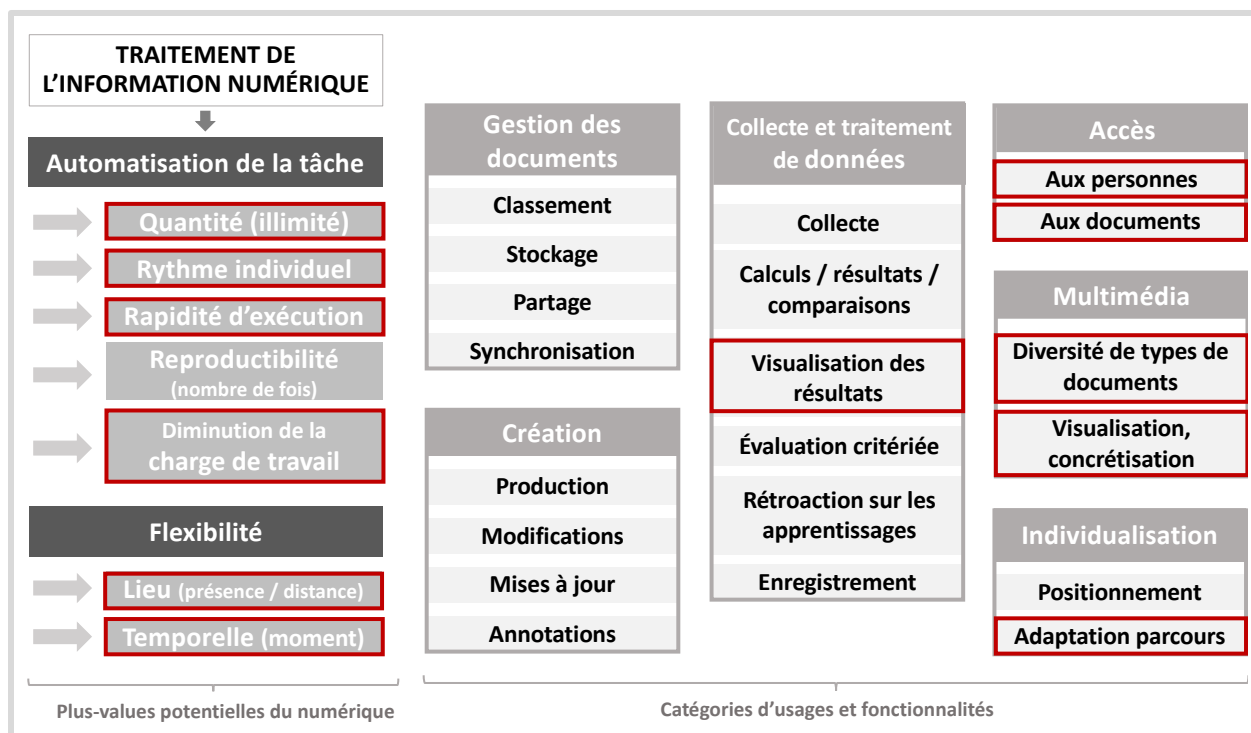 TRAITEMENT DE
L’INFORMATION NUMÉRIQUE
Automatisation de la tâche
Quantité (illimité)
Rythme individuel
Rapidité d’exécution
Reproductibilité
(nombre de fois)
Diminution de la
charge de travail
Flexibilité
Lieu (présence / distance)
Temporelle (moment)
Plus-values potentielles du numérique
Gestion des
documents
Classement
Stockage
Partage
Synchronisation
Création
Production
Modifications
Mises à jour
Annotations
Collecte et traitement
de données
Collecte
Calculs / résultats /
comparaisons
Visualisation des
résultats
Évaluation critériée
Rétroaction sur les
apprentissages
Enregistrement
Accès
Aux personnes
Aux documents
Multimédia
Diversité de types de
documents
Visualisation,
concrétisation
Individualisation
Positionnement
Adaptation parcours
Catégories d’usages et fonctionnalités